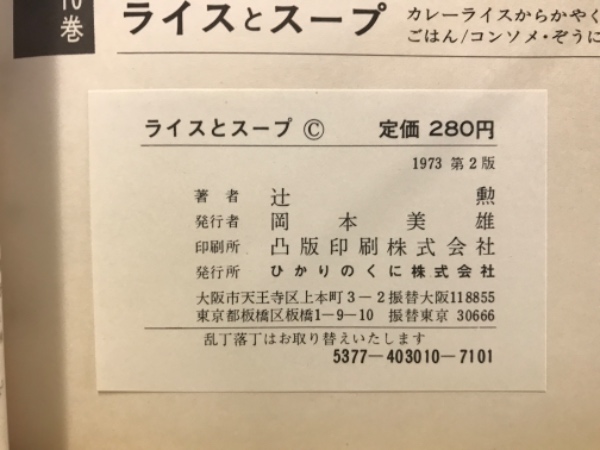 10巻
ライスとスープ
カレーライスからかやく
ごはん/コンソメ・ぞうに
ライスとスープ © 定価 280円
1973 第2版
著者 辻 勲
発行者 岡本美雄
印刷所 凸版印刷株式会社
発行所 ひかりのくに株式会社
大阪市天王寺区上本町3-2 振替大阪118855
東京都板橋区板橋1-9-10 振替東京 30666
乱丁落丁はお取り替えいたします
5377-403010-7101